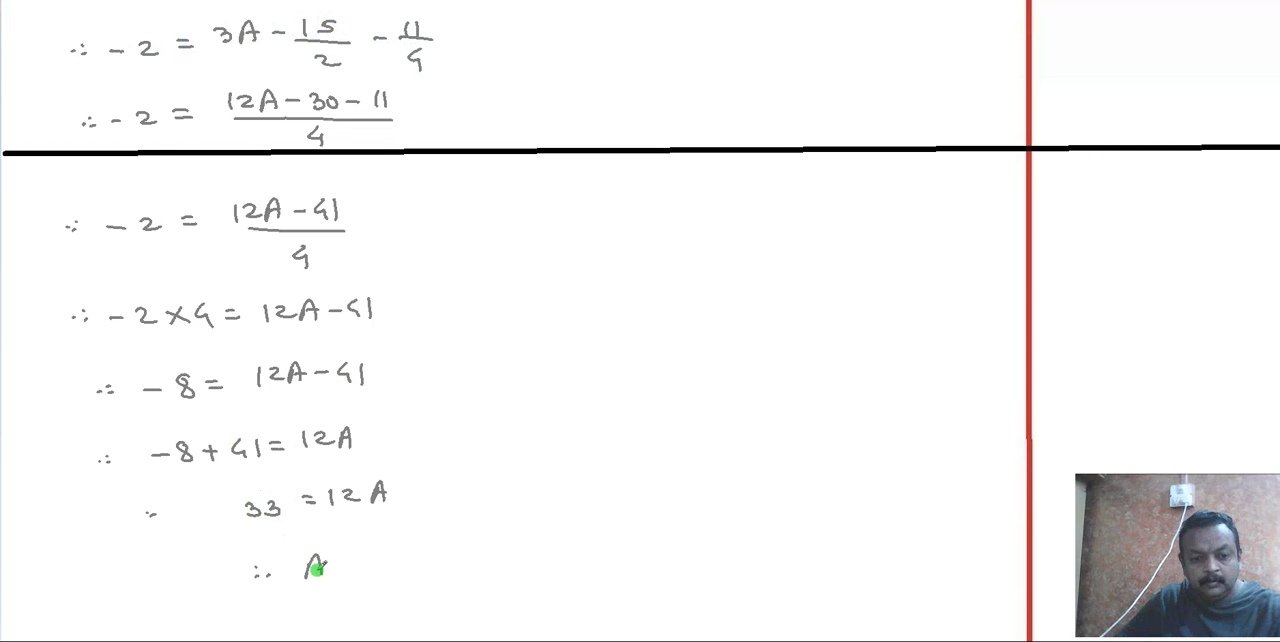 ∴ - 2 = 3A - 15/2 - 11/4
∴ - 2 = (12A - 30 - 11)/4
∴ - 2 = (12A - 41)/4
∴ - 2 × 4 = 12A - 41
∴ - 8 = 12A - 41
∴ - 8 + 41 = 12A
∴ 33 = 12A
∴ A